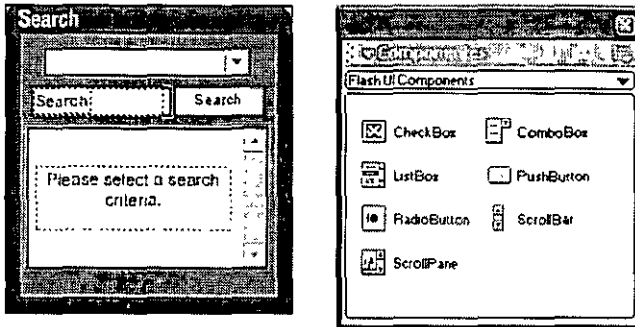 Search
Search
Search
Please select a search
criteria.
Components
Flash UI Components
CheckBox
ComboBox
ListBox
PushButton
RadioButton
ScrollBar
ScrollPane